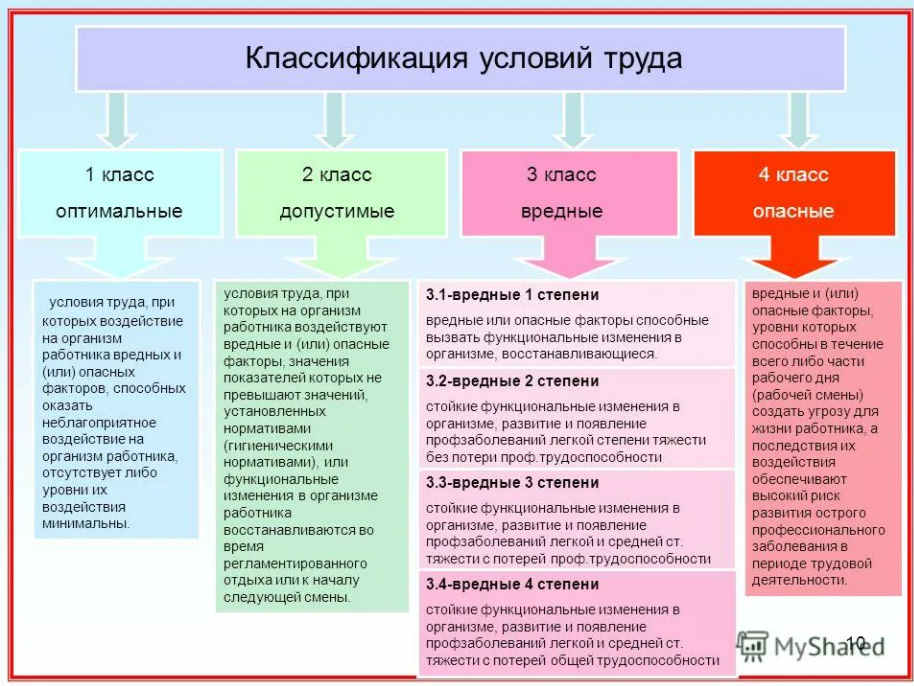 Классификация условий труда
1 класс
оптимальные
2 класс
допустимые
3 класс
вредные
4 класс
опасные
условия труда, при
которых воздействие
на организм
работника вредных и
(или) опасных
факторов, способных
оказать
неблагоприятное
воздействие на
организм работника,
отсутствует либо
уровни их
воздействия
минимальны.
условия труда, при
которых на организм
работника воздействуют
вредные и (или) опасные
факторы, значения
показателей которых не
превышают значений,
установленных
нормативами
(гигиеническими
нормативами), или
функциональные
изменения в организме
работника
восстанавливаются во
время
регламентированного
отдыха или к началу
следующей смены.
3.1-вредные 1 степени
вредные или опасные факторы способные
вызвать функциональные изменения в
организме, восстанавливающиеся.
3.2-вредные 2 степени
стойкие функциональные изменения в
организме, развитие и появление
профзаболеваний легкой степени тяжести
без потери проф.трудоспособности
3.3-вредные 3 степени
стойкие функциональные изменения в
организме, развитие и появление
профзаболеваний легкой и средней ст.
тяжести с потерей проф.трудоспособности
3.4-вредные 4 степени
стойкие функциональные изменения в
организме, развитие и появление
профзаболеваний легкой и средней ст.
тяжести с потерей общей трудоспособности
вредные и (или)
опасные факторы,
уровни которых
способны в течение
всего либо части
рабочего дня
(рабочей смены)
создать угрозу для
жизни работника, а
последствия их
воздействия
обеспечивают
высокий риск
развития острого
профессионального
заболевания в
периоде трудовой
деятельности.
MyShared
10